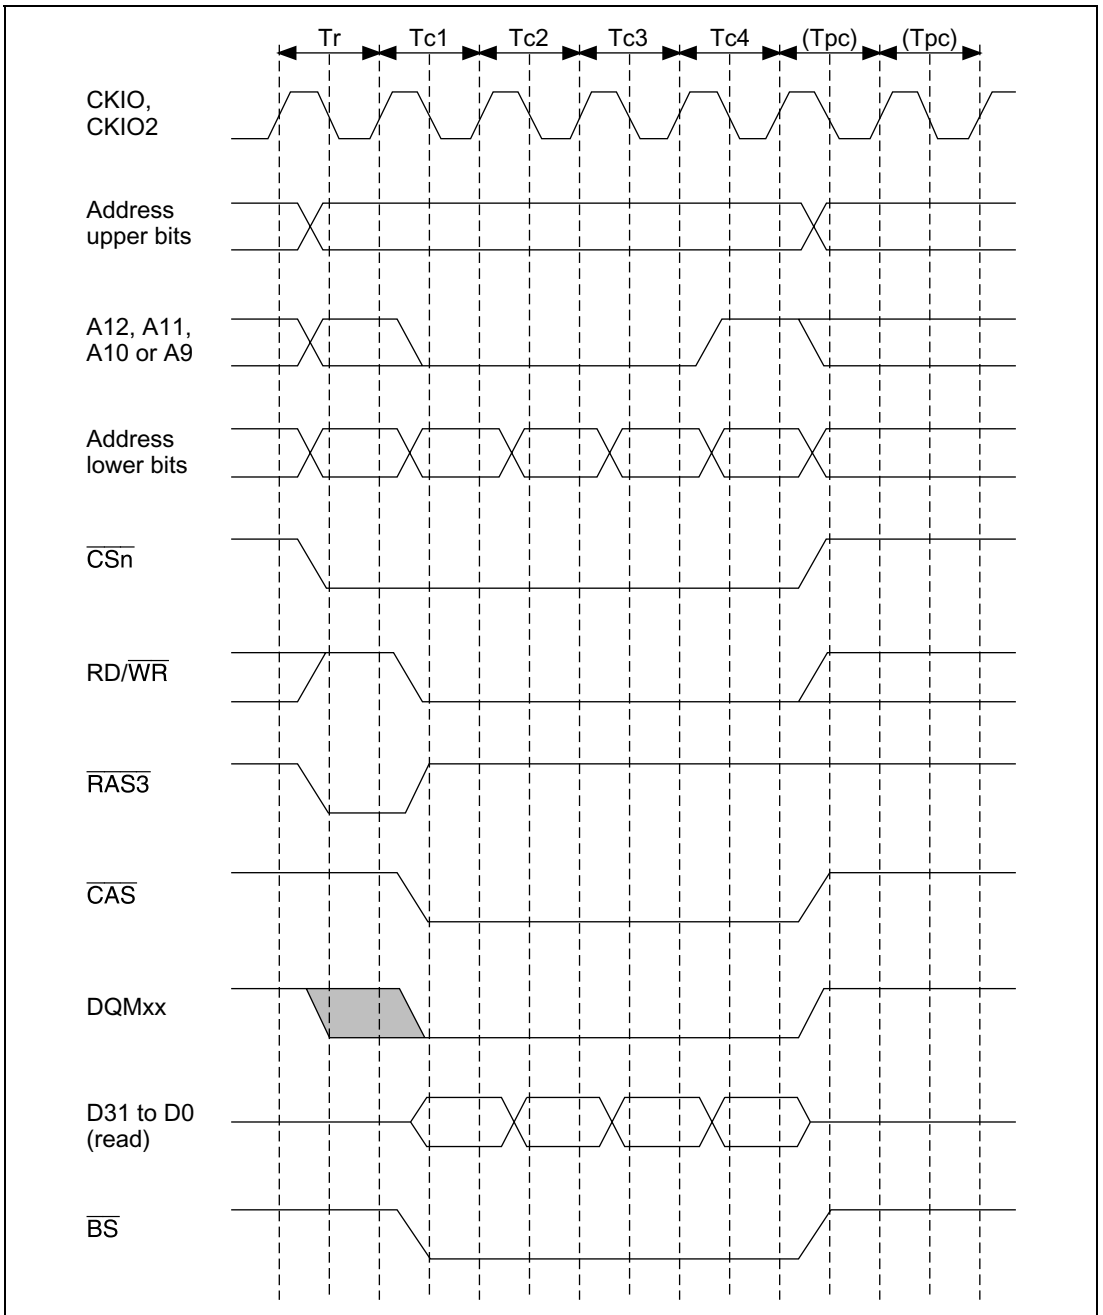 Tr Tc1 Tc2 Tc3 Tc4 (Tpc) (Tpc)
CKIO,
CKIO2
Address
upper bits
A12, A11,
A10 or A9
Address
lower bits
CSn
RD/WR
RAS3
CAS
DQMxx
D31 to D0
(read)
BS